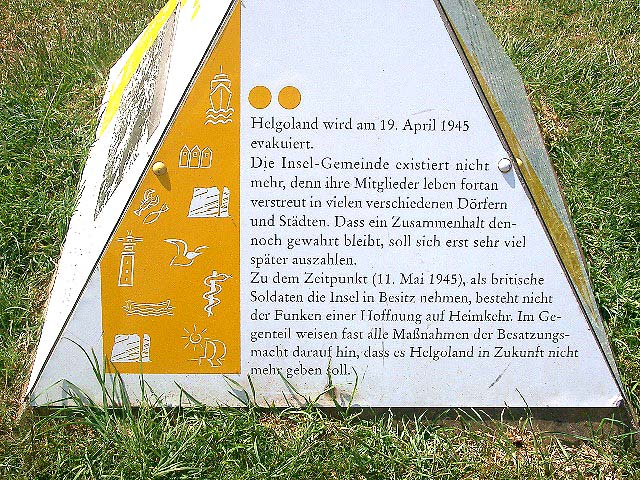 Helgoland wird am 19. April 1945
evakuiert.
Die Insel-Gemeinde existiert nicht
mehr, denn ihre Mitglieder leben fortan
verstreut in vielen verschiedenen Dörfern
und Städten. Dass ein Zusammenhalt den-
noch gewahrt bleibt, soll sich erst sehr viel
später auszahlen.
Zu dem Zeitpunkt (11. Mai 1945), als britische
Soldaten die Insel in Besitz nehmen, besteht nicht
der Funken einer Hoffnung auf Heimkehr. Im Ge-
genteil weisen fast alle Maßnahmen der Besatzungs-
macht darauf hin, dass es Helgoland in Zukunft nicht
mehr geben soll.